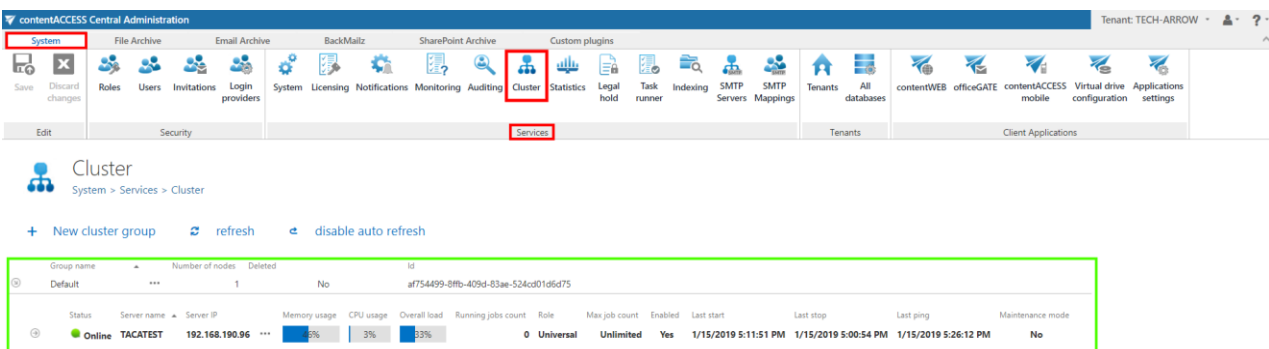 contentACCESS Central Administration Tenant: TECH-ARROW ?
System File Archive Email Archive BackMailz SharePoint Archive Custom plugins
Save Discard changes Roles Users Invitations Login providers System Licensing Notifications Monitoring Auditing Cluster Statistics Legal hold Task runner Indexing SMTP Servers SMTP Mappings Tenants All databases contentWEB officeGATE contentACCESS mobile Virtual drive configuration Applications settings
Edit Security Services Tenants Client Applications
Cluster
System > Services > Cluster
+ New cluster group refresh disable auto refresh
Group name Number of nodes Deleted Id
Default ••• 1 No af754499-8ffb-409d-83ae-524cd01d6d75
Status Server name Server IP Memory usage CPU usage Overall load Running jobs count Role Max job count Enabled Last start Last stop Last ping Maintenance mode
Online TACATEST 192.168.190.96 ••• 3% 33% 0 Universal Unlimited Yes 1/15/2019 5:11:51 PM 1/15/2019 5:00:54 PM 1/15/2019 5:26:12 PM No